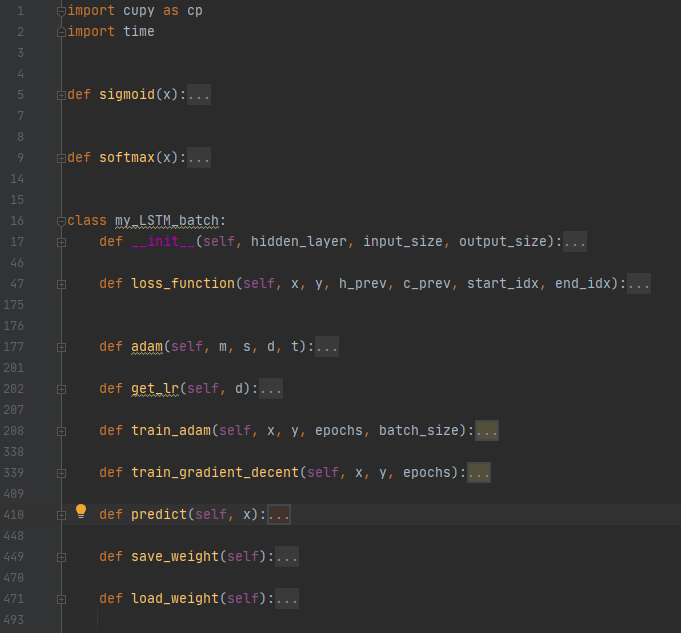 1 import cupy as cp
2 import time
3
4
5 def sigmoid(x):...
7
8
9 def softmax(x):...
14
15
16 class my_LSTM_batch:
17 def __init__(self, hidden_layer, input_size, output_size):...
46
47 def loss_function(self, x, y, h_prev, c_prev, start_idx, end_idx):...
175
176
177 def adam(self, m, s, d, t):...
201
202 def get_lr(self, d):...
207
208 def train_adam(self, x, y, epochs, batch_size):...
338
339 def train_gradient_decent(self, x, y, epochs):...
409
410 def predict(self, x):...
448
449 def save_weight(self):...
470
471 def load_weight(self):...
493